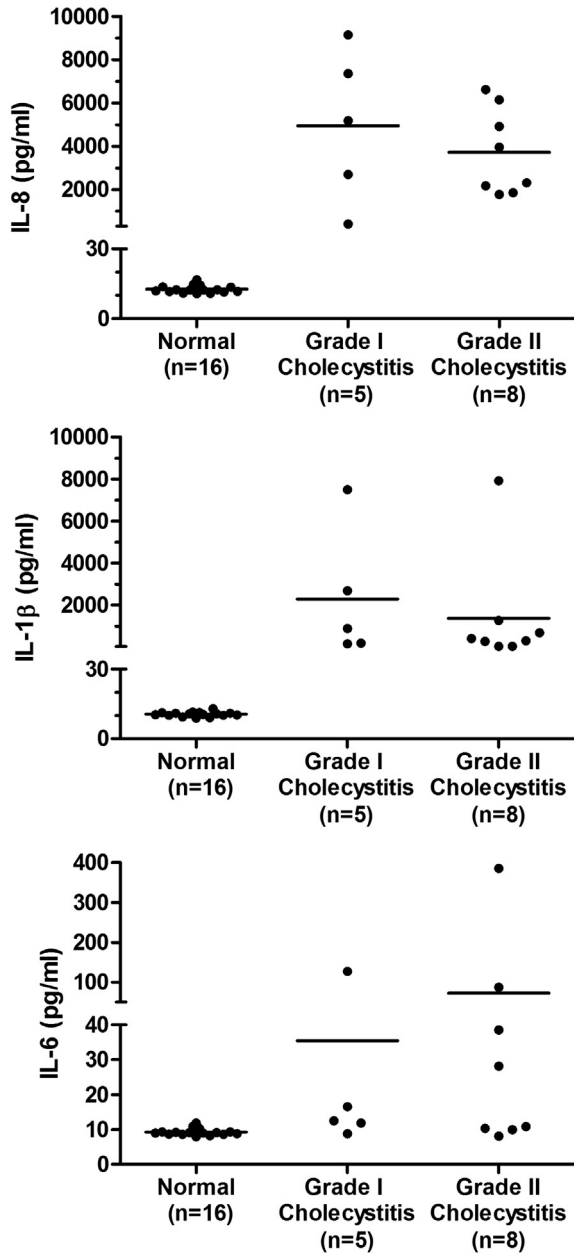 10000
8000
6000
4000
2000
30
0
IL-8 (pg/ml)
Normal Grade I Grade II
(n=16) Cholecystitis Cholecystitis
(n=5) (n=8)
10000
8000
6000
4000
2000
30
0
IL-1β (pg/ml)
Normal Grade I Grade II
(n=16) Cholecystitis Cholecystitis
(n=5) (n=8)
400
300
200
100
40
30
20
10
0
IL-6 (pg/ml)
Normal Grade I Grade II
(n=16) Cholecystitis Cholecystitis
(n=5) (n=8)